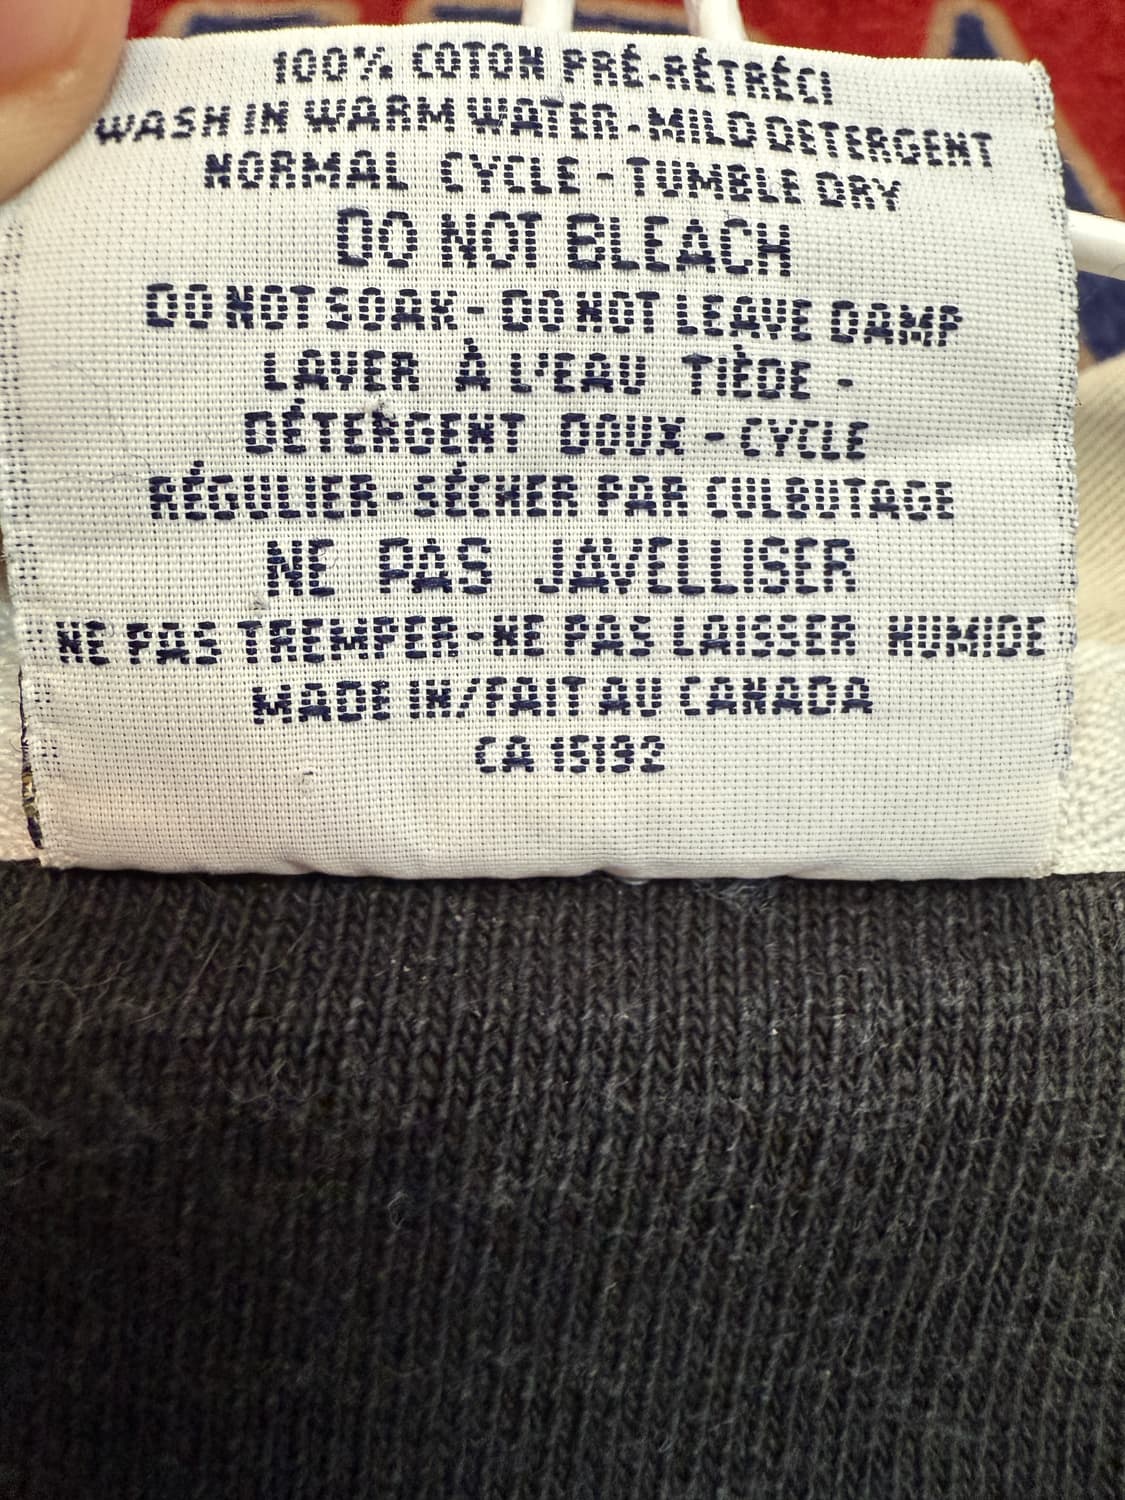 100% COTON PRÉ-RÉTRÉCI
WASH IN WARM WATER-MILD DETERGENT
NORMAL CYCLE-TUMBLE DRY
DO NOT BLEACH
DO NOT SOAK-DO NOT LEAVE DAMP
LAVER À L'EAU TIÈDE -
DÉTERGENT DOUX-CYCLE
RÉGULIER-SÉCHER PAR CULBUTAGE
NE PAS JAVELLISER
NE PAS TREMPER-NE PAS LAISSER HUMIDE
MADE IN/FAIT AU CANADA
CA 15192